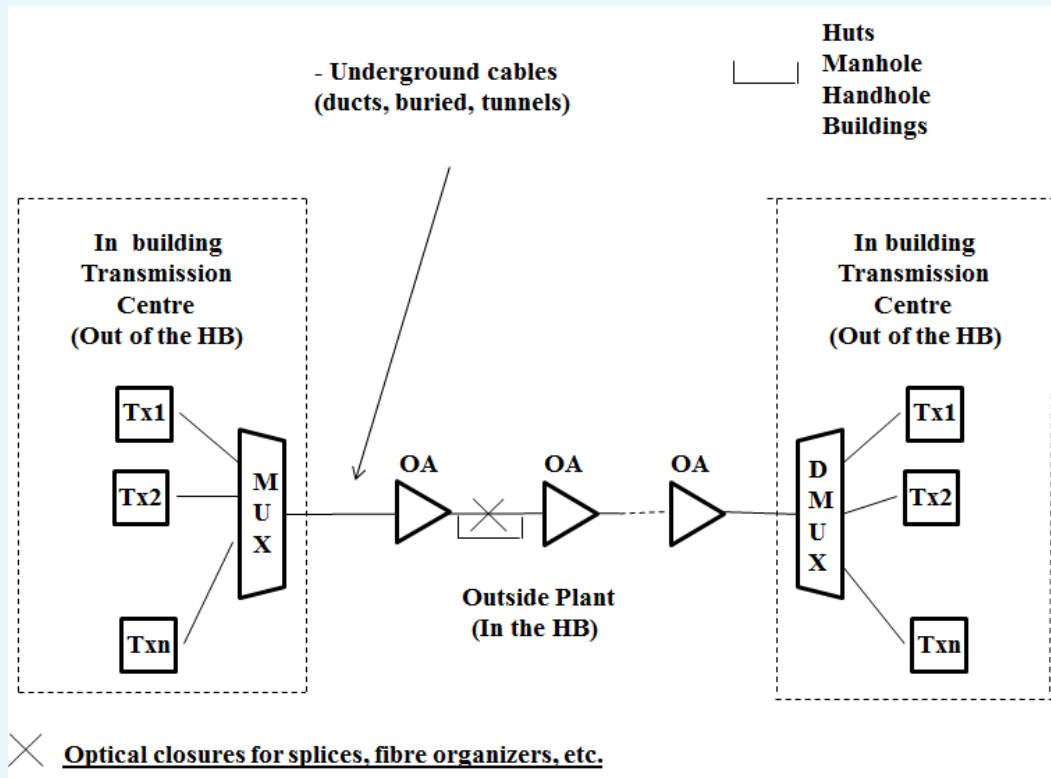 - Underground cables
(ducts, buried, tunnels)
Huts
Manhole
Handhole
Buildings
In building
Transmission
Centre
(Out of the HB)
In building
Transmission
Centre
(Out of the HB)
Tx1
Tx2
Txn
M
U
X
OA
OA
OA
Outside Plant
(In the HB)
D
M
U
X
Tx1
Tx2
Txn
Optical closures for splices, fibre organizers, etc.